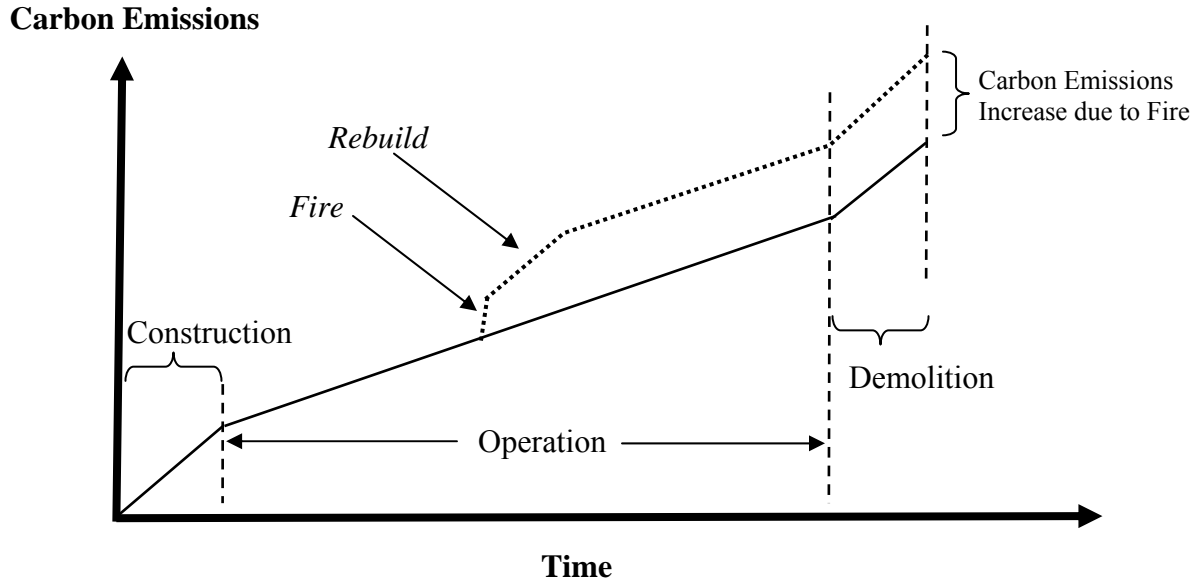 Carbon Emissions
Carbon Emissions
Increase due to Fire
Rebuild
Fire
Construction
Demolition
Operation
Time